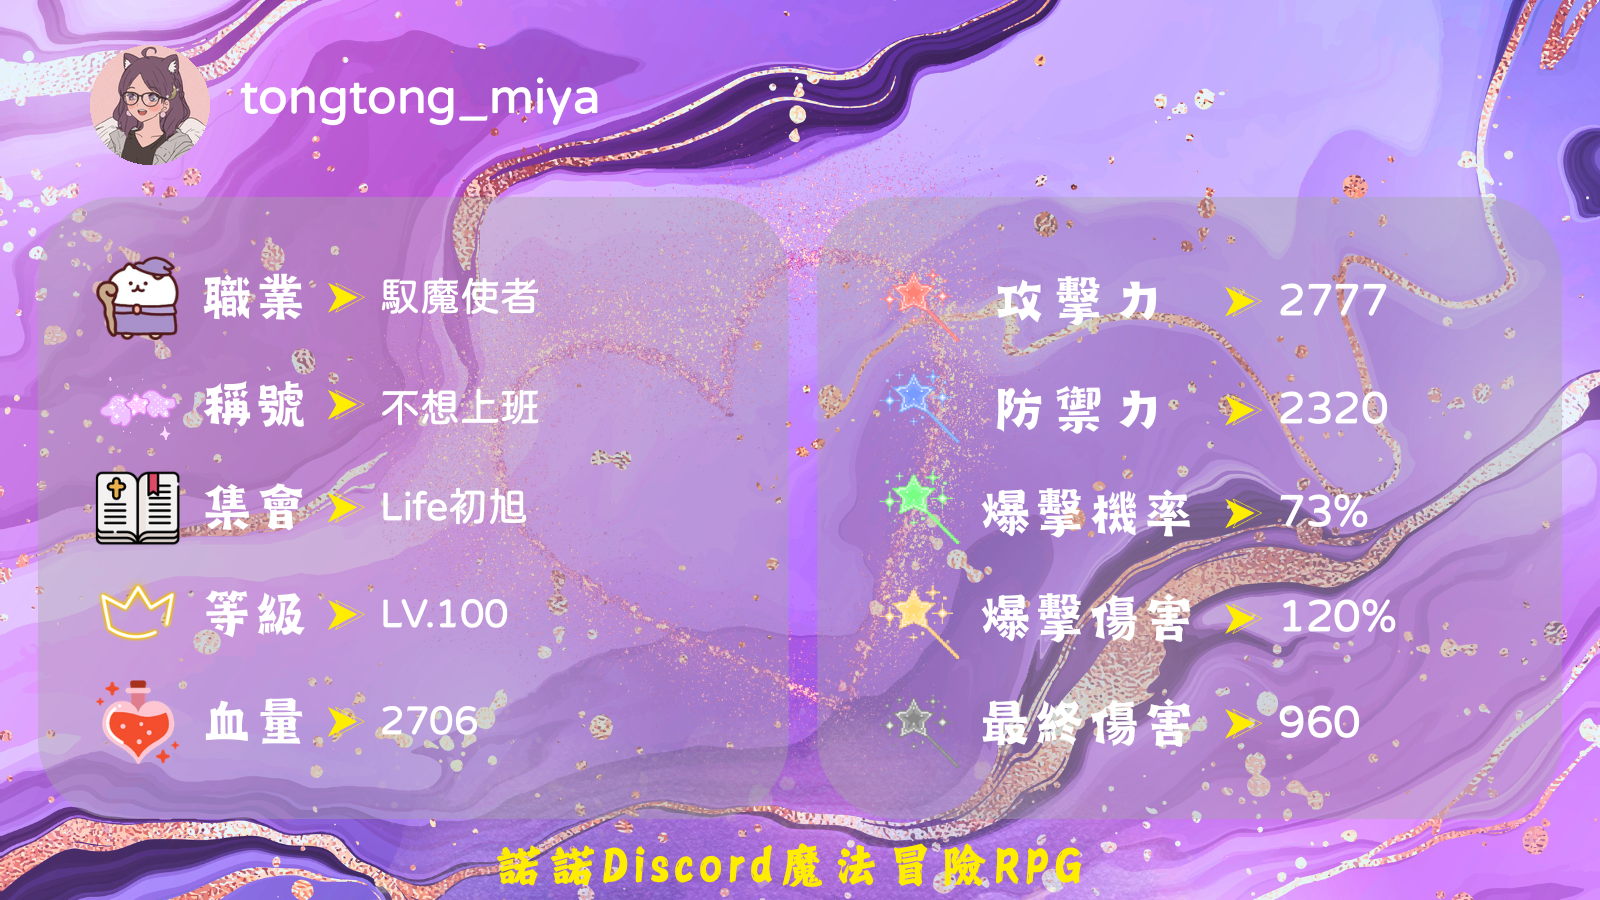 tongtong_miya
職業 馭魔使者
稱號 不想上班
集會 Life初旭
等級 LV.100
血量 2706
攻擊力 2777
防禦力 2320
爆擊機率 73%
爆擊傷害 120%
最終傷害 960
諾諾Discord魔法冒險RPG